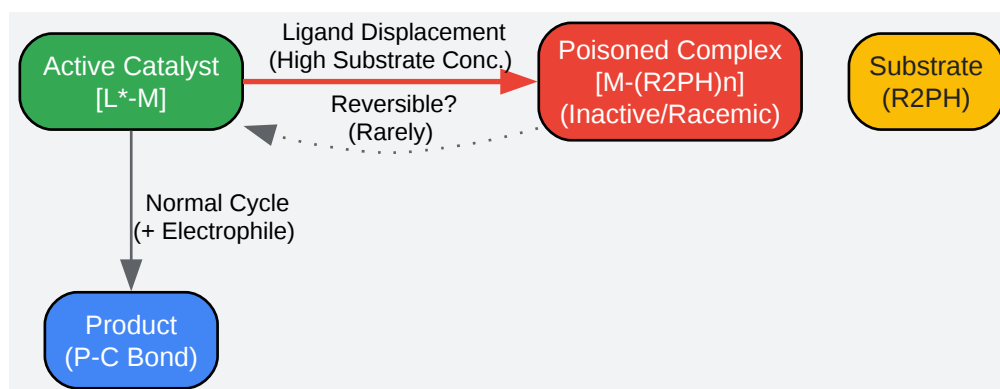 Active Catalyst
[L*-M]
Ligand Displacement
(High Substrate Conc.)
Reversible?
(Rarely)
Poisoned Complex
[M-(R2PH)n]
(Inactive/Racemic)
Substrate
(R2PH)
Normal Cycle
(+ Electrophile)
Product
(P-C Bond)